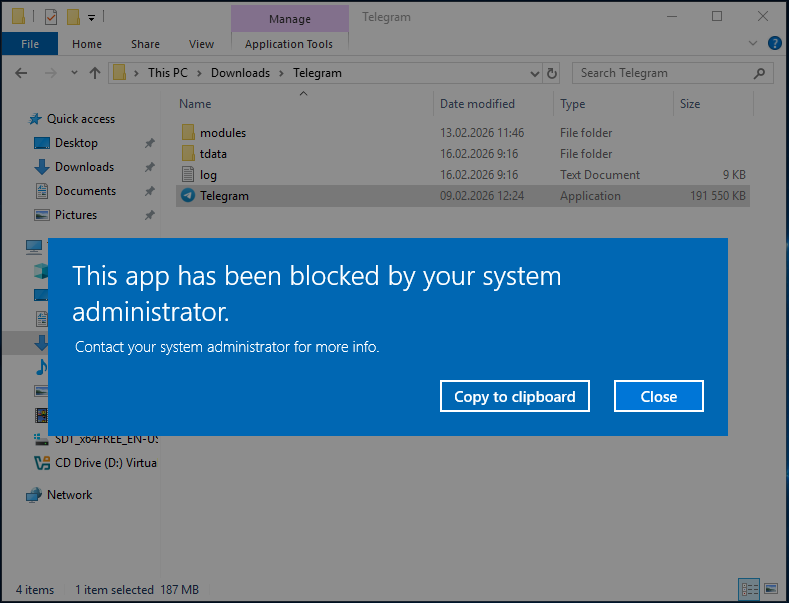 Manage
Telegram
File
Home
Share
View
Application Tools
This PC
Downloads
Telegram
Search Telegram
Name
Date modified
Type
Size
Quick access
Desktop
Downloads
Documents
Pictures
modules
13.02.2026 11:46
File folder
tdata
16.02.2026 9:16
File folder
log
16.02.2026 9:16
Text Document
9 KB
Telegram
09.02.2026 12:24
Application
191 550 KB
This app has been blocked by your system
administrator.
Contact your system administrator for more info.
Copy to clipboard
Close
SDT_x64FREE_EN-US
CD Drive (D:) Virtua
Network
4 items
1 item selected
187 MB